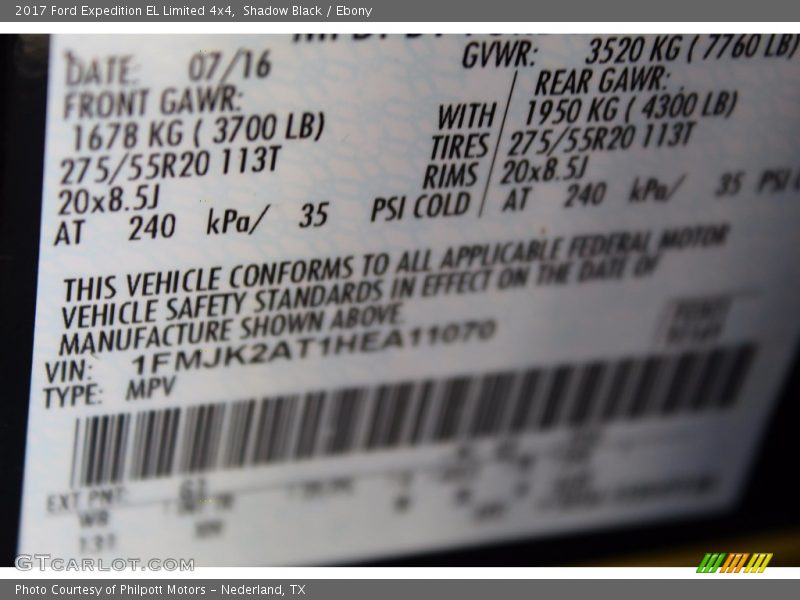 2017 Ford Expedition EL Limited 4x4, Shadow Black / Ebony
DATE: 07/16
GVWR: 3520 KG ( 7760 LB)
FRONT GAWR:
REAR GAWR:
1678 KG ( 3700 LB)
WITH
1950 KG ( 4300 LB)
275/55R20 113T
TIRES
275/55R20 113T
20x8.5J
RIMS
20x8.5J
AT 240 kPa/ 35 PSI COLD
AT 240 kPa/ 35 PSI
THIS VEHICLE CONFORMS TO ALL APPLICABLE FEDERAL MOTOR
VEHICLE SAFETY STANDARDS IN EFFECT ON THE DATE OF
MANUFACTURE SHOWN ABOVE
VIN: 1FMJK2AT1HEA11070
TYPE: MPV
EXT PNT: G1
WB
131
GTCarLot.com
Photo Courtesy of Philpott Motors - Nederland, TX